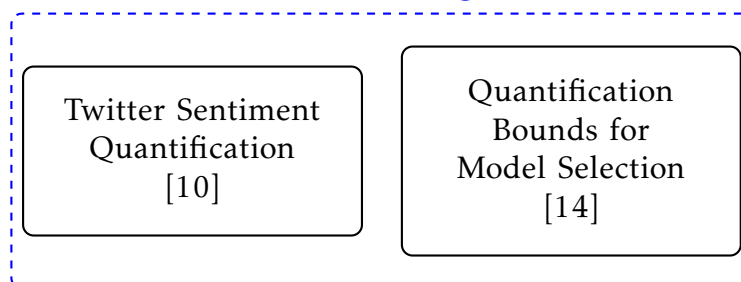 Twitter Sentiment
Quantification
[10]
Quantification
Bounds for
Model Selection
[14]